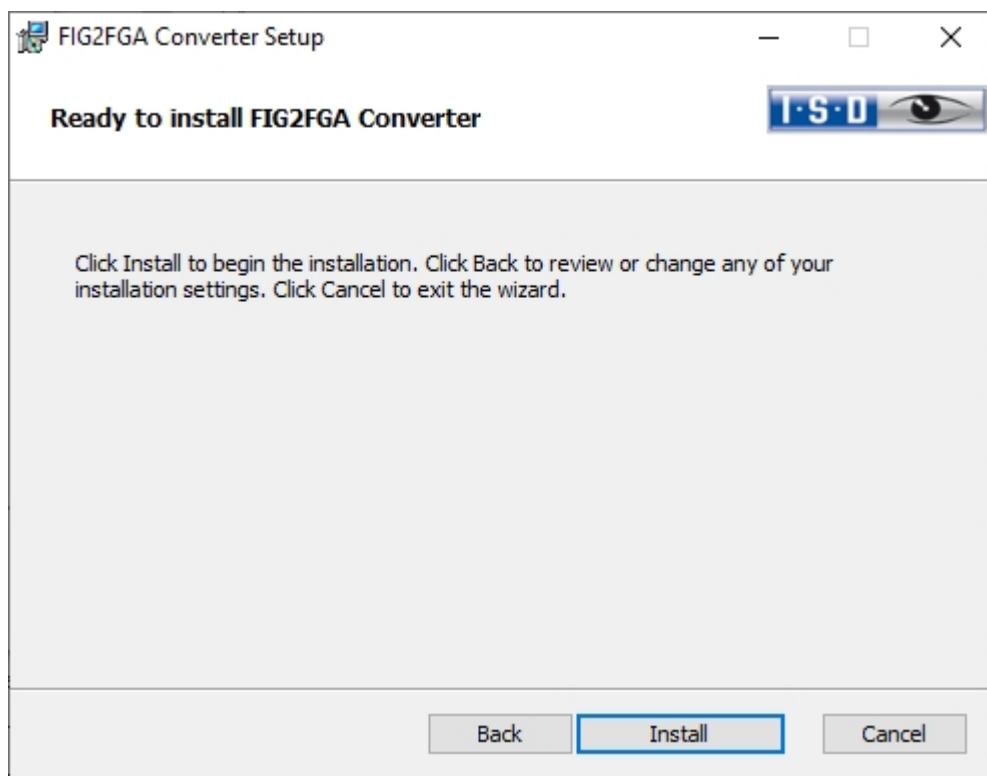 FIG2FGA Converter Setup
Ready to install FIG2FGA Converter
I·S·D
Click Install to begin the installation. Click Back to review or change any of your
installation settings. Click Cancel to exit the wizard.
Back
Install
Cancel